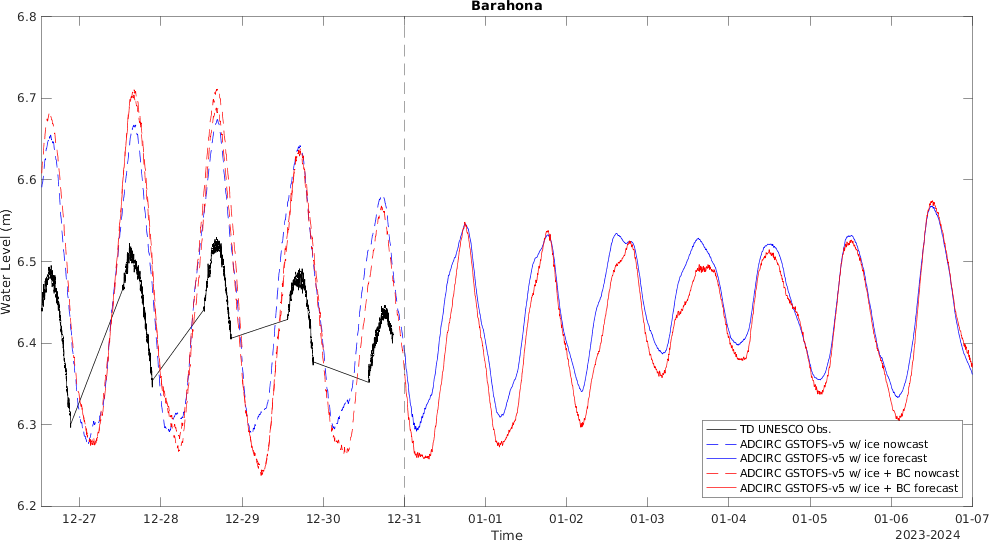 Barahona
6.8
6.7
6.6
6.5
6.4
6.3
6.2
Water Level (m)
12-27
12-28
12-29
12-30
12-31
01-01
01-02
01-03
01-04
01-05
01-06
01-07
Time
2023-2024
TD UNESCO Obs.
ADCIRC GSTOFS-v5 w/ ice nowcast
ADCIRC GSTOFS-v5 w/ ice forecast
ADCIRC GSTOFS-v5 w/ ice + BC nowcast
ADCIRC GSTOFS-v5 w/ ice + BC forecast